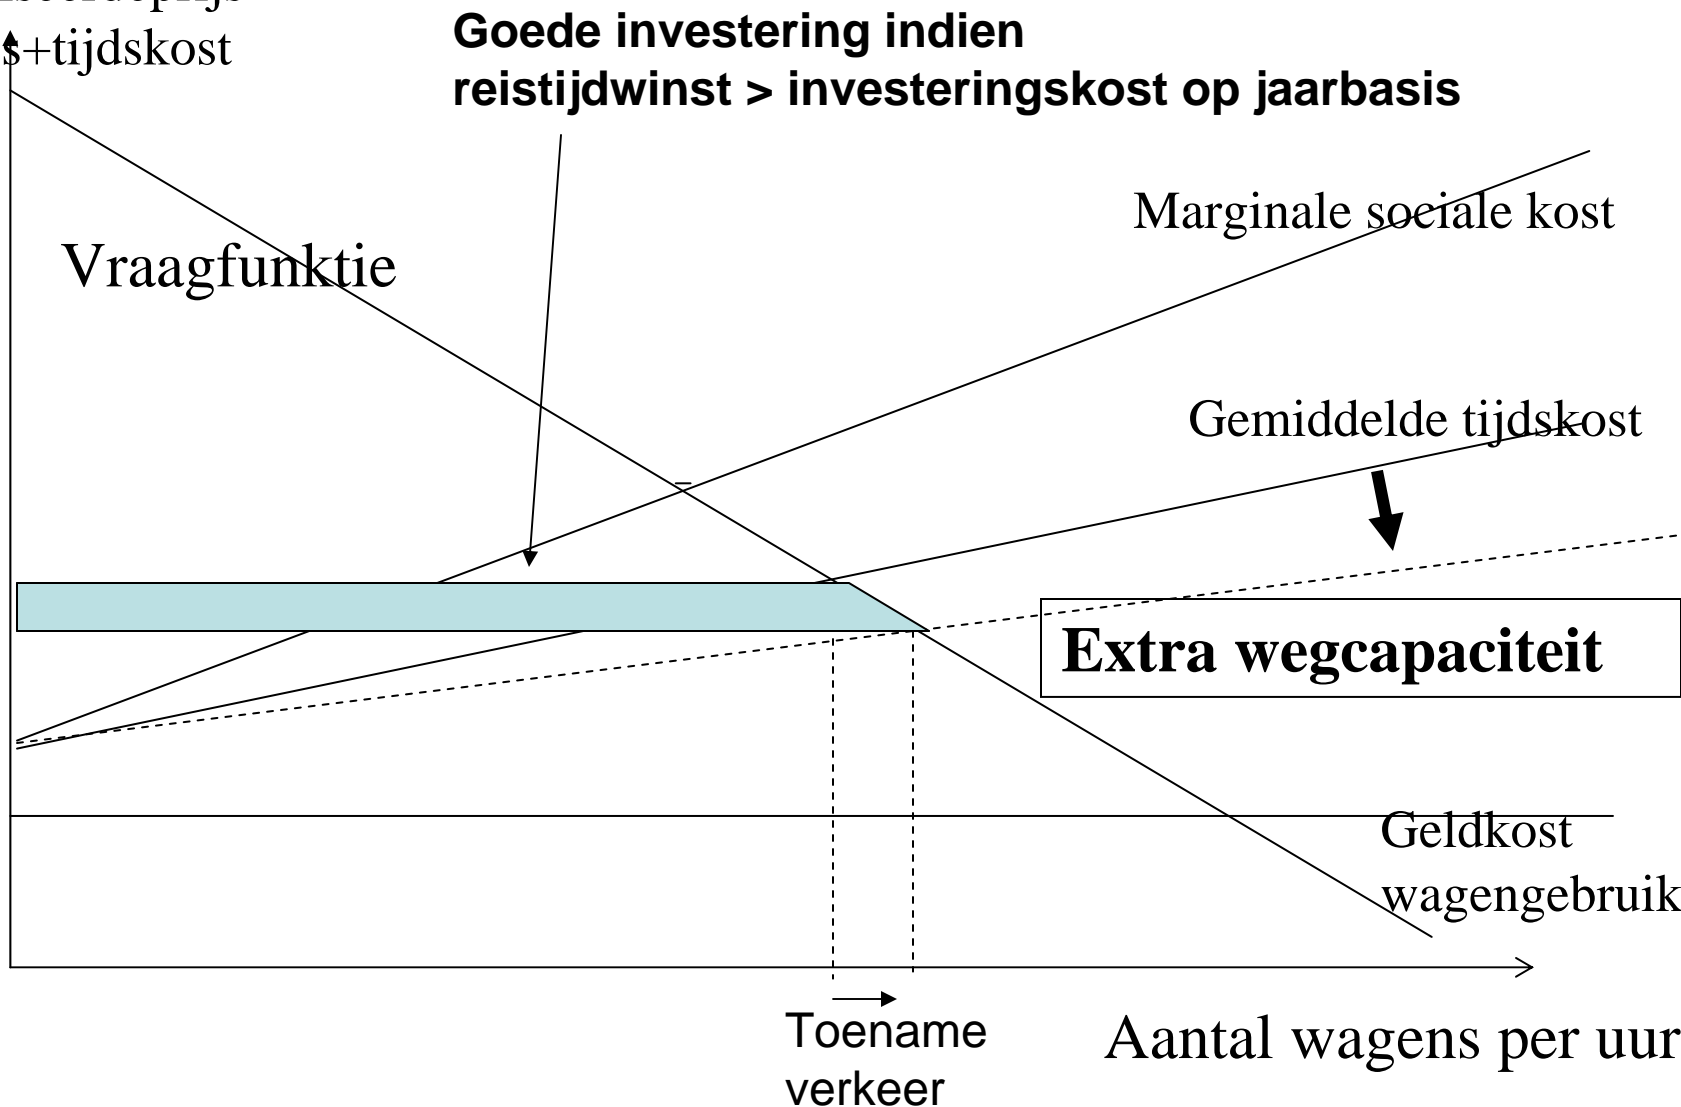 s+tijdskost
Goede investering indien
reistijdwinst > investeringskost op jaarbasis
Marginale sociale kost
Vraagfunktie
Gemiddelde tijdskost
Extra wegcapaciteit
Geldkost
wagengebruik
Toename
verkeer
Aantal wagens per uur